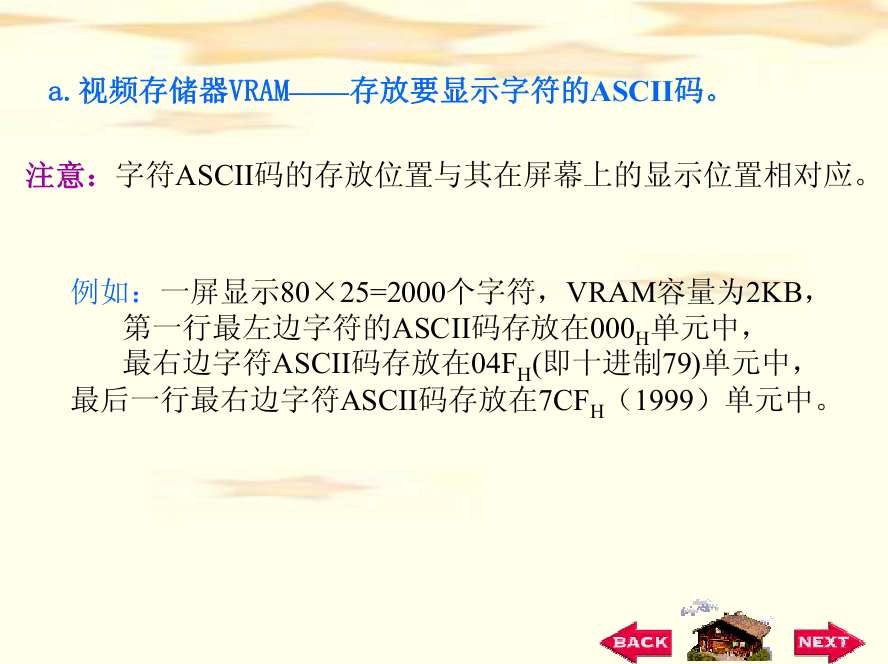 a.视频存储器VRAM——存放要显示字符的ASCII码。
注意：字符ASCII码的存放位置与其在屏幕上的显示位置相对应。
例如：一屏显示80×25=2000个字符，VRAM容量为2KB，
第一行最左边字符的ASCII码存放在000H单元中，
最右边字符ASCII码存放在04FH(即十进制79)单元中，
最后一行最右边字符ASCII码存放在7CFH（1999）单元中。
BACK NEXT